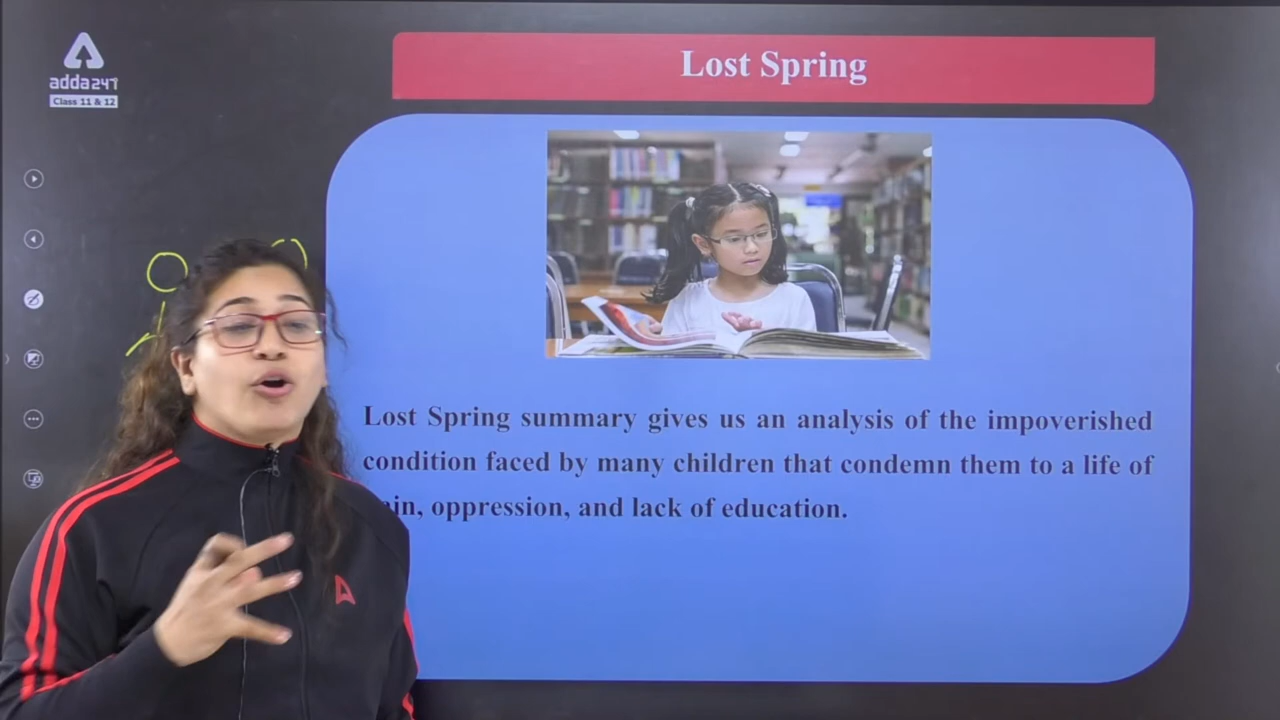 adda247
Class 11 & 12
Lost Spring
Lost Spring summary gives us an analysis of the impoverished
condition faced by many children that condemn them to a life of
oppression, and lack of education.